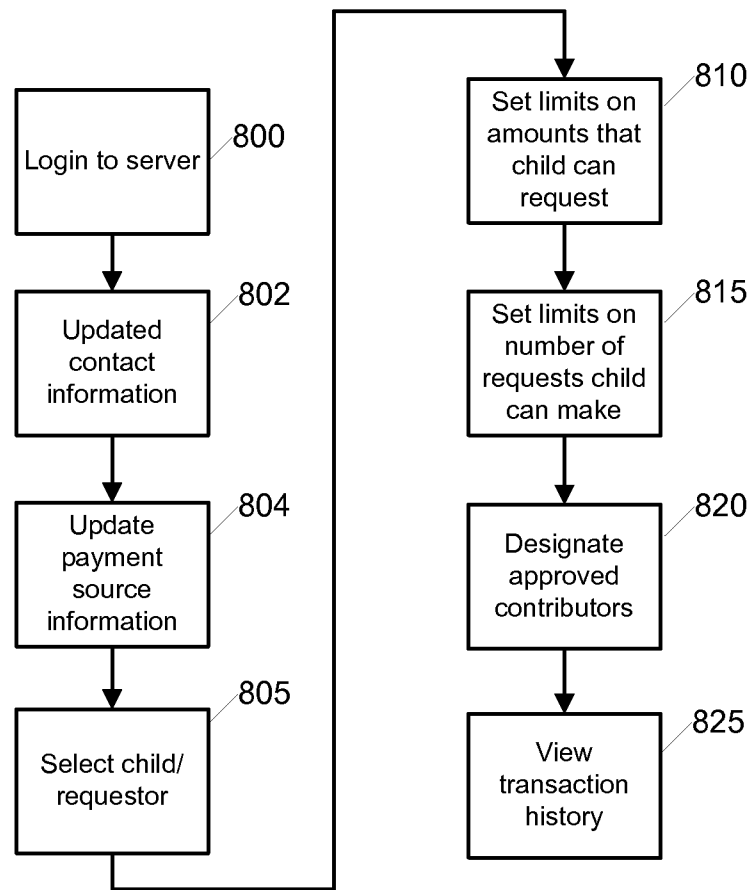 800
Login to server
802
Updated
contact
information
804
Update
payment
source
information
805
Select child/
requestor
810
Set limits on
amounts that
child can
request
815
Set limits on
number of
requests child
can make
820
Designate
approved
contributors
825
View
transaction
history